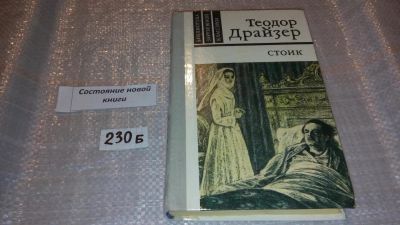 Состояние новой
книги
230 Б
Теодор
Драйзер
СТОИК